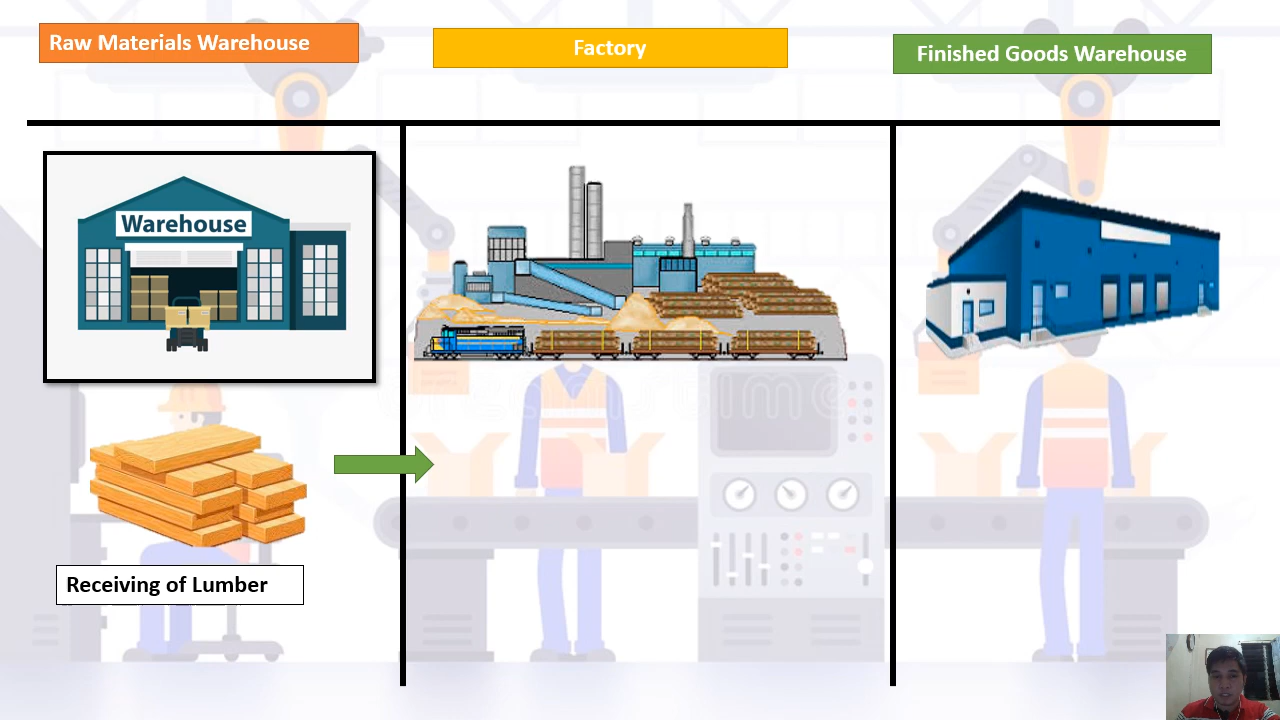 Raw Materials Warehouse
Factory
Finished Goods Warehouse
Warehouse
Receiving of Lumber